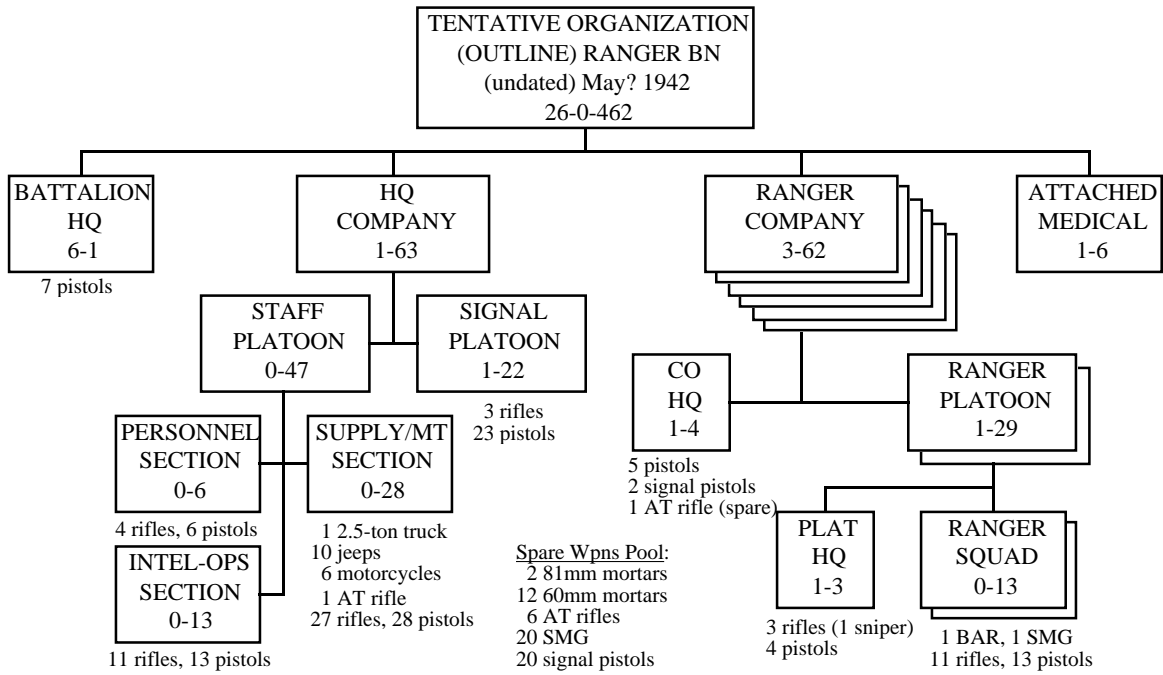 TENTATIVE ORGANIZATION
(OUTLINE) RANGER BN
(undated) May? 1942
26-0-462
BATTALION
HQ
6-1
7 pistols
HQ
COMPANY
1-63
RANGER
COMPANY
3-62
ATTACHED
MEDICAL
1-6
STAFF
PLATOON
0-47
SIGNAL
PLATOON
1-22
3 rifles
23 pistols
CO
HQ
1-4
5 pistols
2 signal pistols
1 AT rifle (spare)
RANGER
PLATOON
1-29
PERSONNEL
SECTION
0-6
4 rifles, 6 pistols
SUPPLY/MT
SECTION
0-28
1 2.5-ton truck
10 jeeps
6 motorcycles
1 AT rifle
27 rifles, 28 pistols
INTEL-OPS
SECTION
0-13
11 rifles, 13 pistols
Spare Wpns Pool:
2 81mm mortars
12 60mm mortars
6 AT rifles
20 SMG
20 signal pistols
PLAT
HQ
1-3
3 rifles (1 sniper)
4 pistols
RANGER
SQUAD
0-13
1 BAR, 1 SMG
11 rifles, 13 pistols